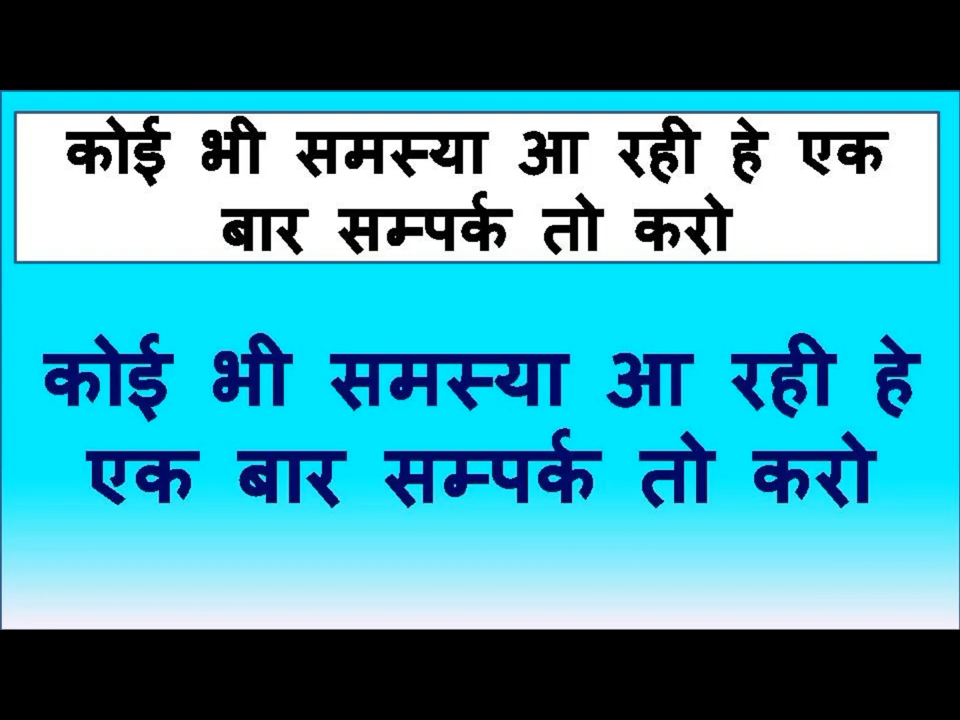 कोई भी समस्या आ रही हे एक
बार सम्पर्क तो करो
कोई भी समस्या आ रही हे
एक बार सम्पर्क तो करो